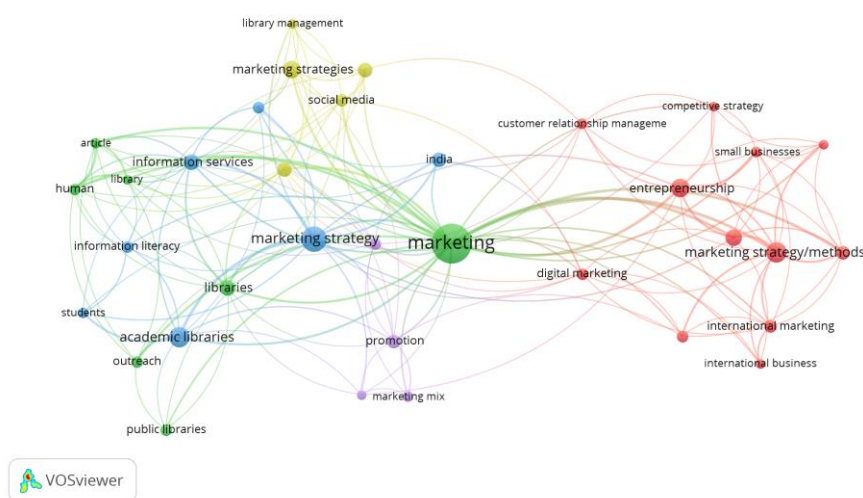 library management
marketing strategies
social media
customer relationship manageme
competitive strategy
article
information services
india
small businesses
human
library
entrepreneurship
marketing strategy
marketing
information literacy
marketing strategy/methods
libraries
digital marketing
students
academic libraries
promotion
international marketing
outreach
international business
marketing mix
public libraries
VOSviewer